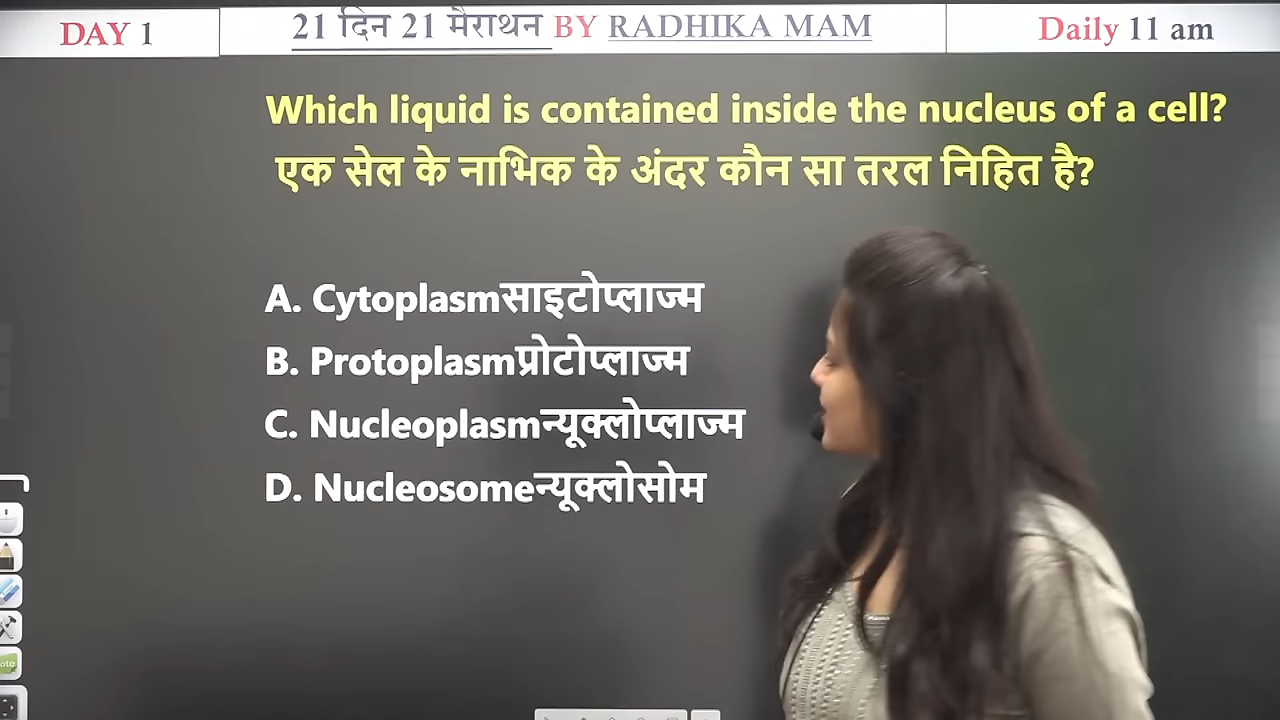 DAY 1
21 दिन 21 मैराथन BY RADHIKA MAM
Daily 11 am
Which liquid is contained inside the nucleus of a cell?
एक सेल के नाभिक के अंदर कौन सा तरल निहित है?
A. Cytoplasmसाइटोप्लाज्म
B. Protoplasmप्रोटोप्लाज्म
C. Nucleoplasmन्यूक्लोप्लाज्म
D. Nucleosomeन्यूक्लोसोम